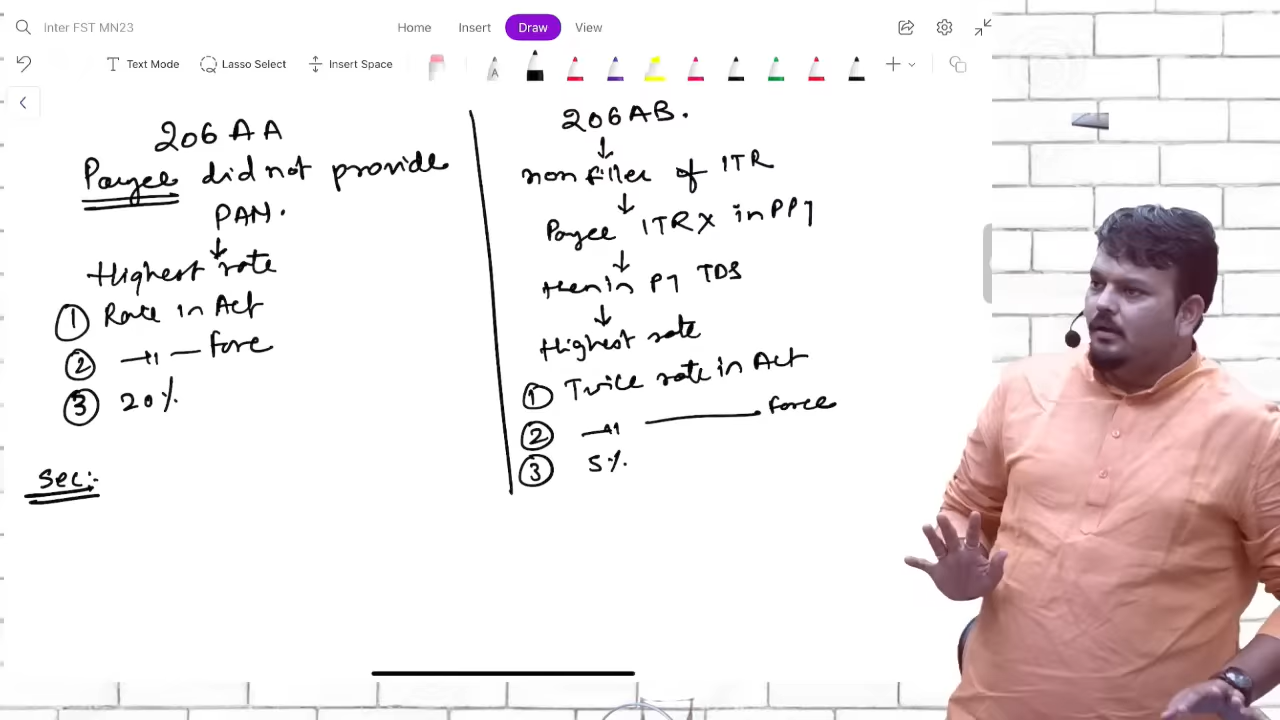 Inter FST MN23
Home Insert Draw View
Text Mode Lasso Select Insert Space
206 AA
Payee did not provide
PAN.
↓
Highest rate
① Rate in Act
② —〃— Force
③ 20%
Sec:-
206AB.
↓
non filler of ITR
↓
Payee ITR X in PPY
↓
then in PY TDS
↓
Highest rate
① Twice rate in Act
② —〃— force
③ 5%